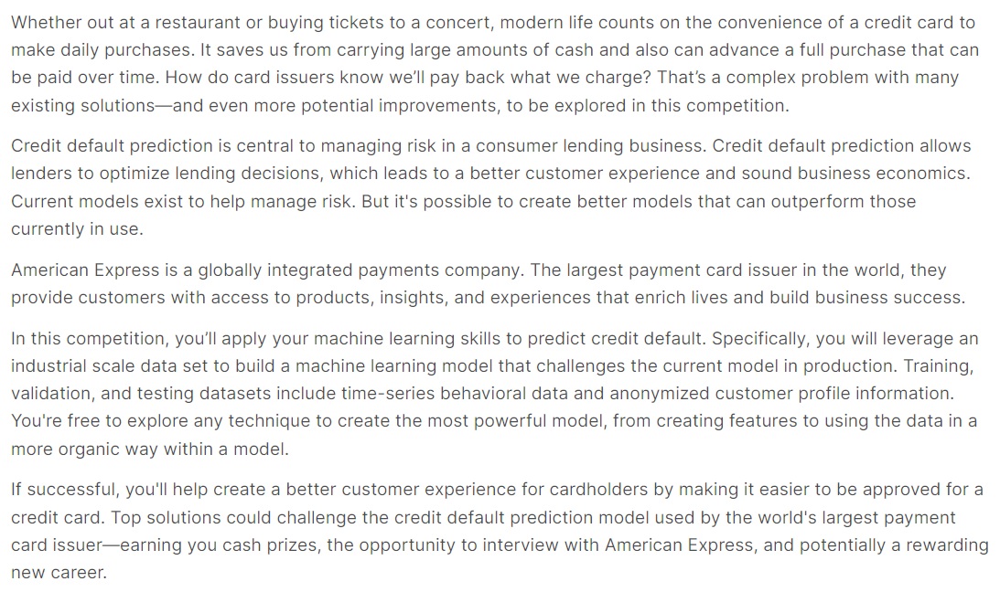 Whether out at a restaurant or buying tickets to a concert, modern life counts on the convenience of a credit card to
make daily purchases. It saves us from carrying large amounts of cash and also can advance a full purchase that can
be paid over time. How do card issuers know we’ll pay back what we charge? That’s a complex problem with many
existing solutions—and even more potential improvements, to be explored in this competition.
Credit default prediction is central to managing risk in a consumer lending business. Credit default prediction allows
lenders to optimize lending decisions, which leads to a better customer experience and sound business economics.
Current models exist to help manage risk. But it's possible to create better models that can outperform those
currently in use.
American Express is a globally integrated payments company. The largest payment card issuer in the world, they
provide customers with access to products, insights, and experiences that enrich lives and build business success.
In this competition, you’ll apply your machine learning skills to predict credit default. Specifically, you will leverage an
industrial scale data set to build a machine learning model that challenges the current model in production. Training,
validation, and testing datasets include time-series behavioral data and anonymized customer profile information.
You're free to explore any technique to create the most powerful model, from creating features to using the data in a
more organic way within a model.
If successful, you'll help create a better customer experience for cardholders by making it easier to be approved for a
credit card. Top solutions could challenge the credit default prediction model used by the world's largest payment
card issuer—earning you cash prizes, the opportunity to interview with American Express, and potentially a rewarding
new career.